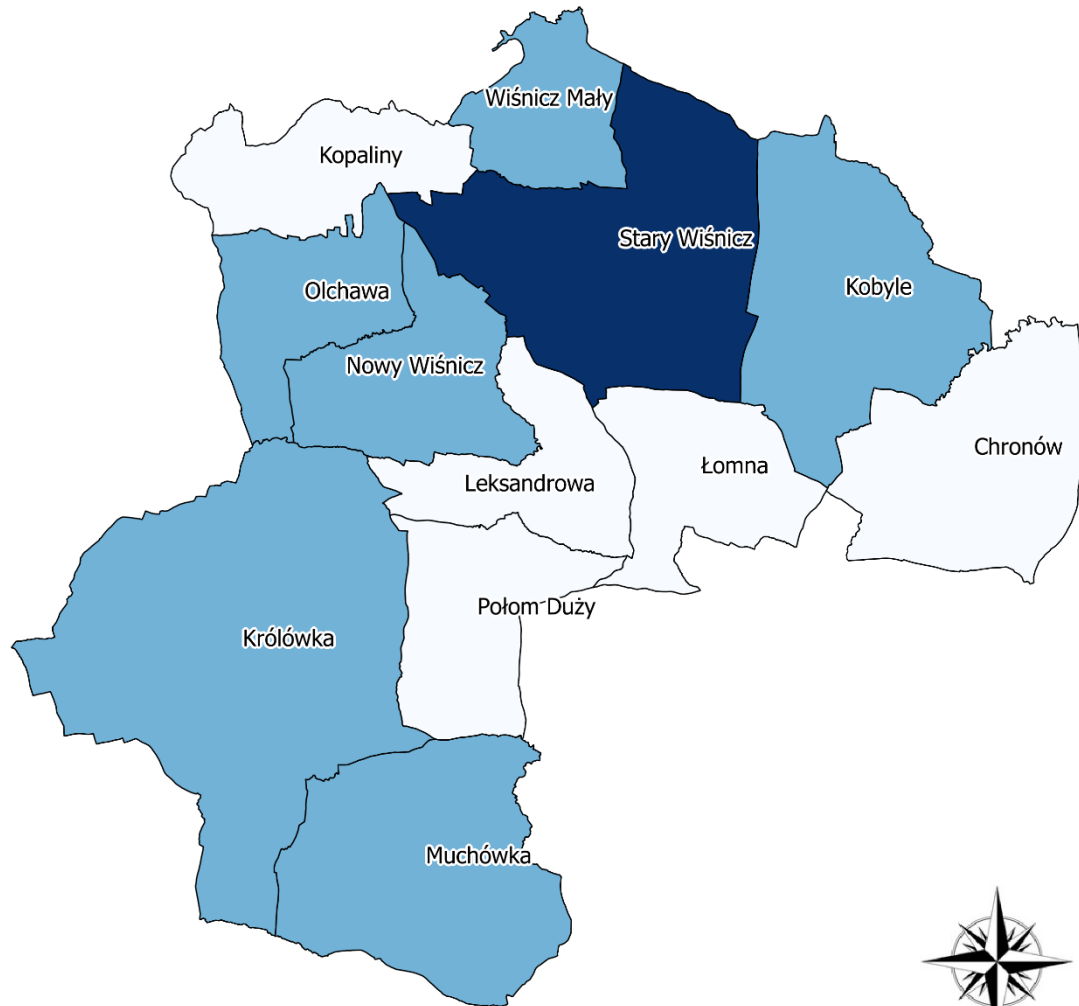 Wiśnicz Mały
Kopaliny
Stary Wiśnicz
Kobyle
Olchawa
Nowy Wiśnicz
Chronów
Łomna
Leksandrowa
Połom Duży
Królówka
Muchówka